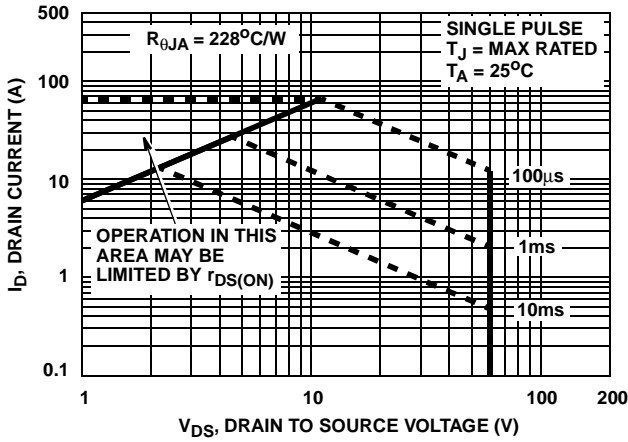 500
100
10
1
0.1
I_D, DRAIN CURRENT (A)
RθJA = 228°C/W
SINGLE PULSE
TJ = MAX RATED
TA = 25°C
100μs
1ms
10ms
OPERATION IN THIS
AREA MAY BE
LIMITED BY rDS(ON)
1
10
100
200
VDS, DRAIN TO SOURCE VOLTAGE (V)